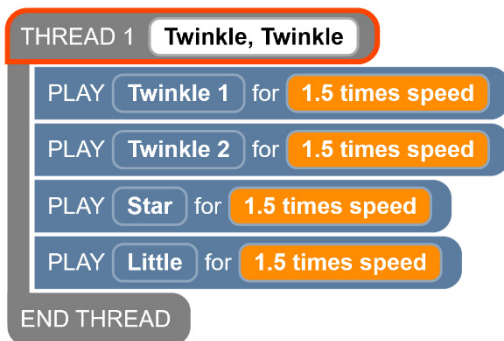 THREAD 1 Twinkle, Twinkle
PLAY Twinkle 1 for 1.5 times speed
PLAY Twinkle 2 for 1.5 times speed
PLAY Star for 1.5 times speed
PLAY Little for 1.5 times speed
END THREAD